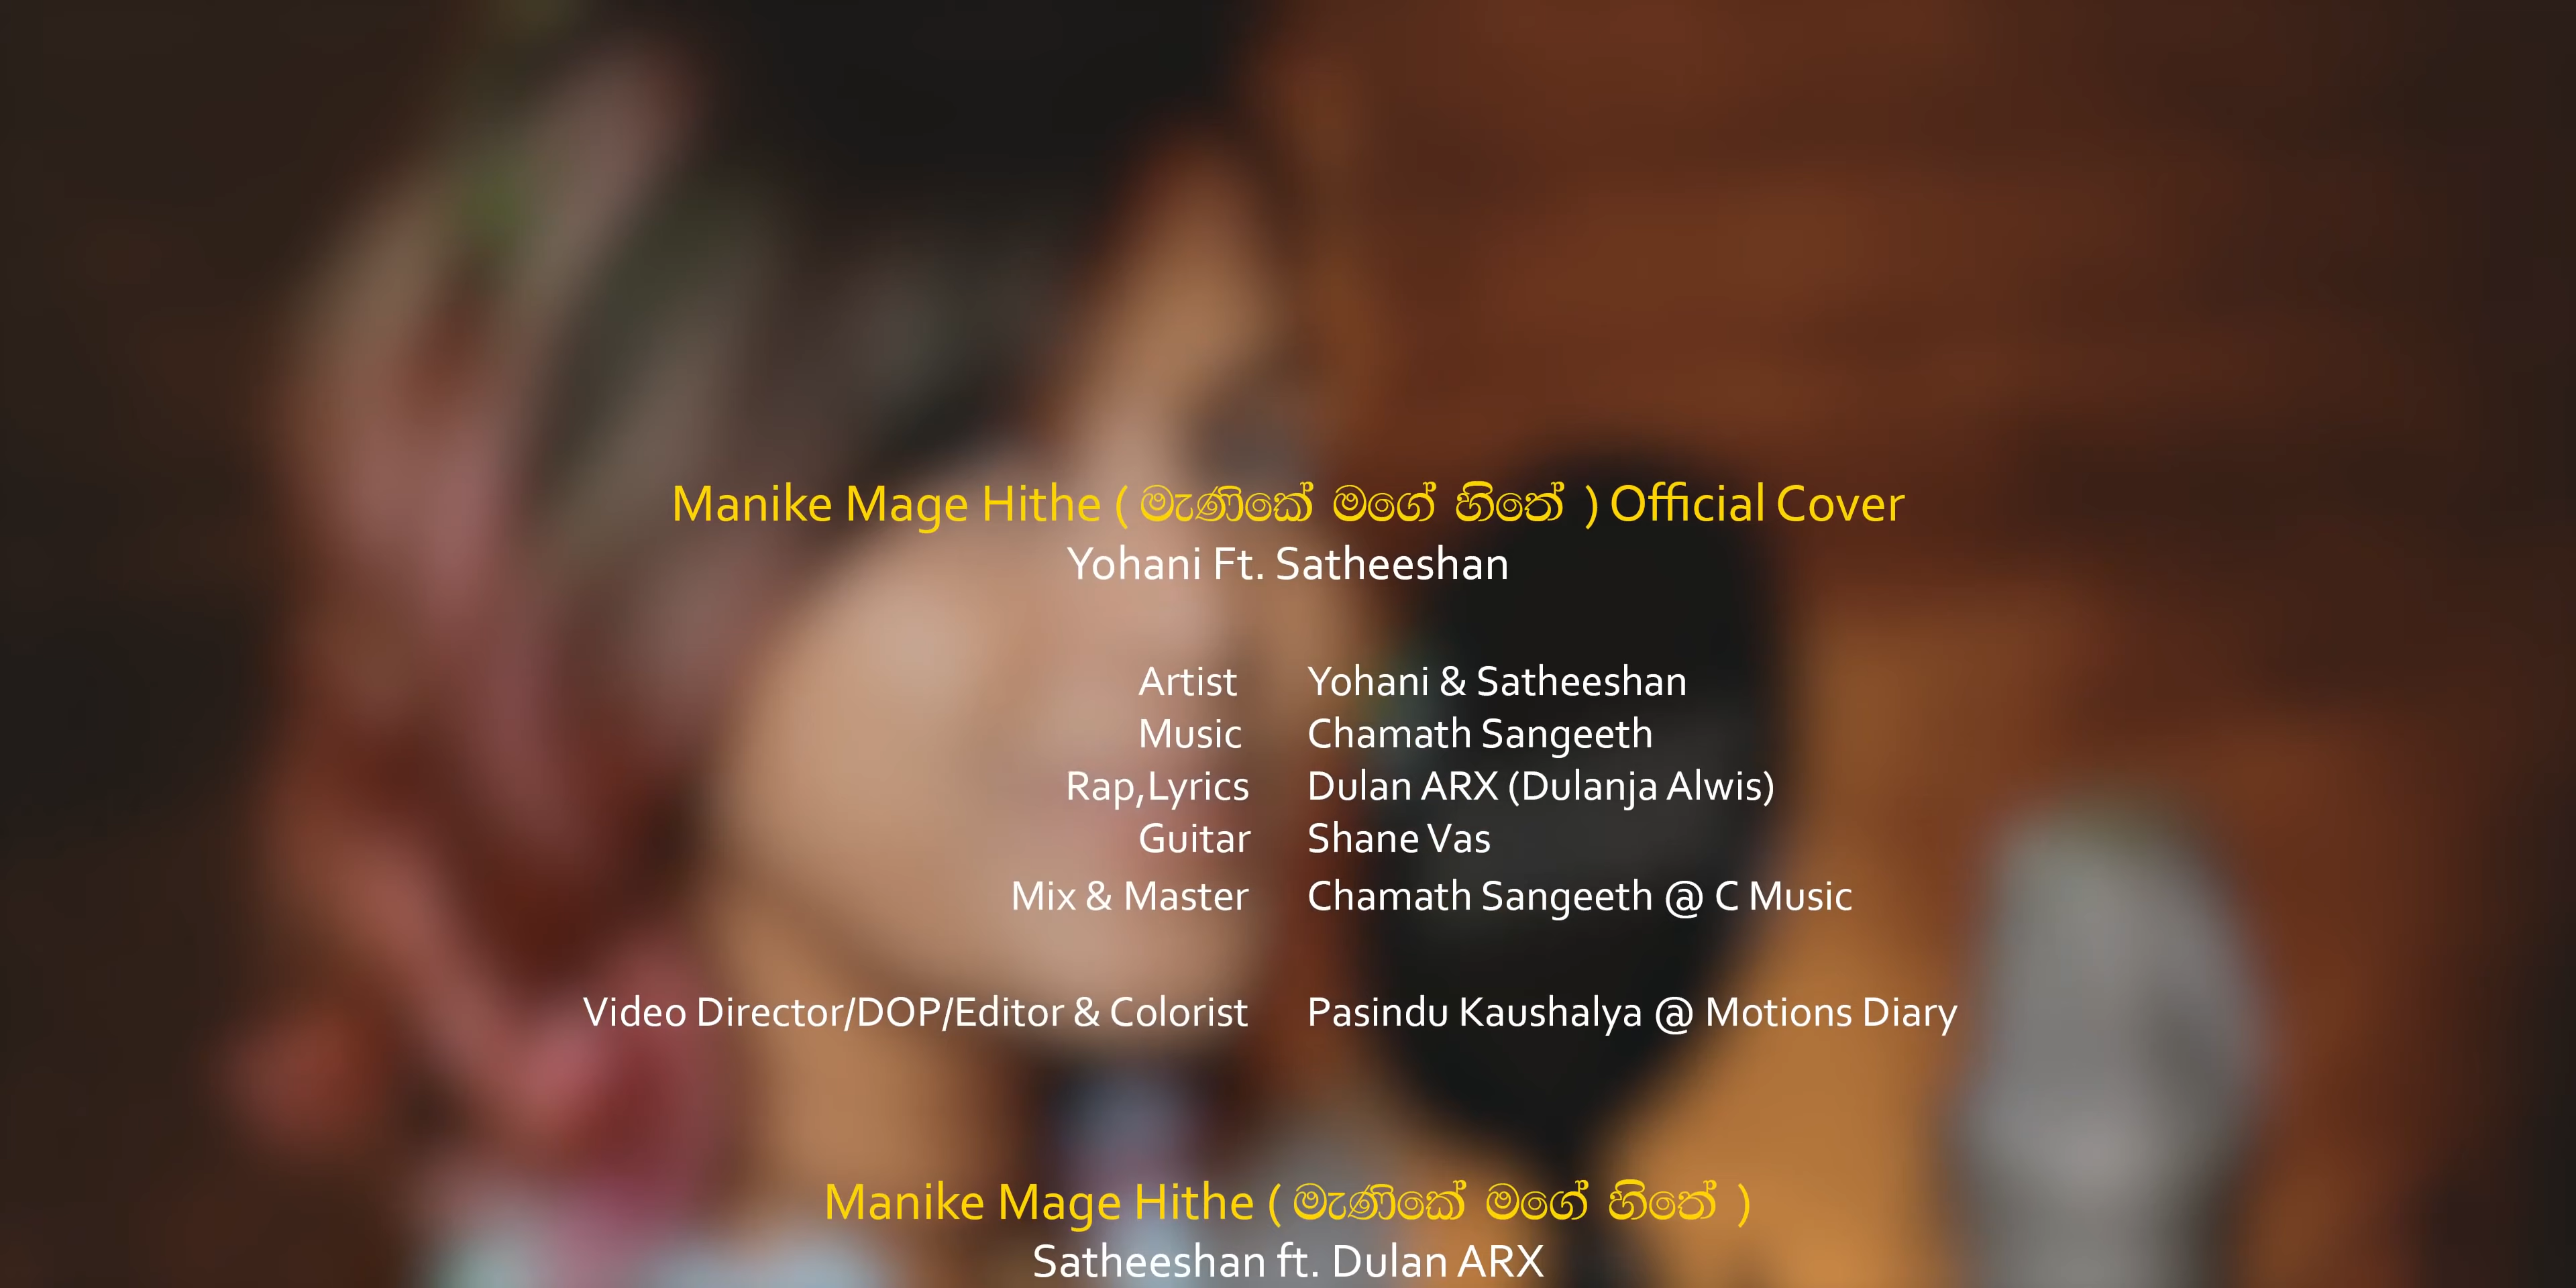 Manike Mage Hithe ( මැණිකේ මගේ හිතේ ) Official Cover
Yohani Ft. Satheeshan
Artist Yohani & Satheeshan
Music Chamath Sangeeth
Rap,Lyrics Dulan ARX (Dulanja Alwis)
Guitar Shane Vas
Mix & Master Chamath Sangeeth @ C Music
Video Director/DOP/Editor & Colorist Pasindu Kaushalya @ Motions Diary
Manike Mage Hithe ( මැණිකේ මගේ හිතේ )
Satheeshan ft. Dulan ARX